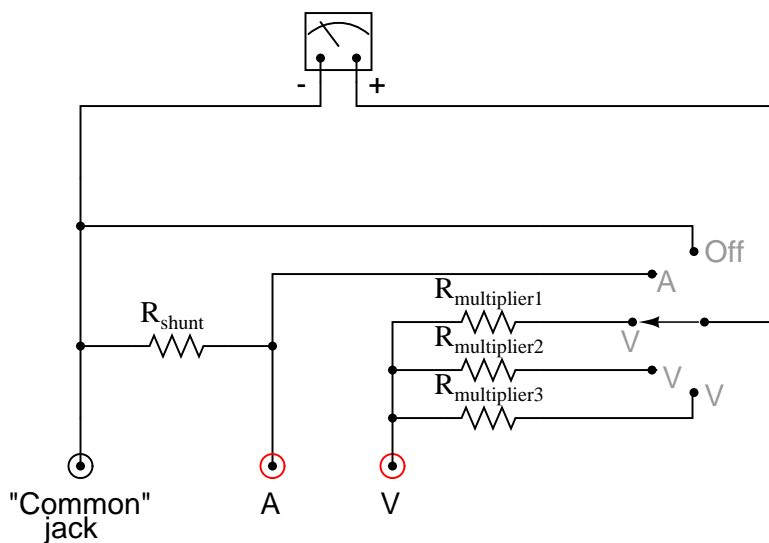 - +
Off
A
Rmultiplier1
Rshunt
V
Rmultiplier2
V
Rmultiplier3
V
"Common"
jack
A
V